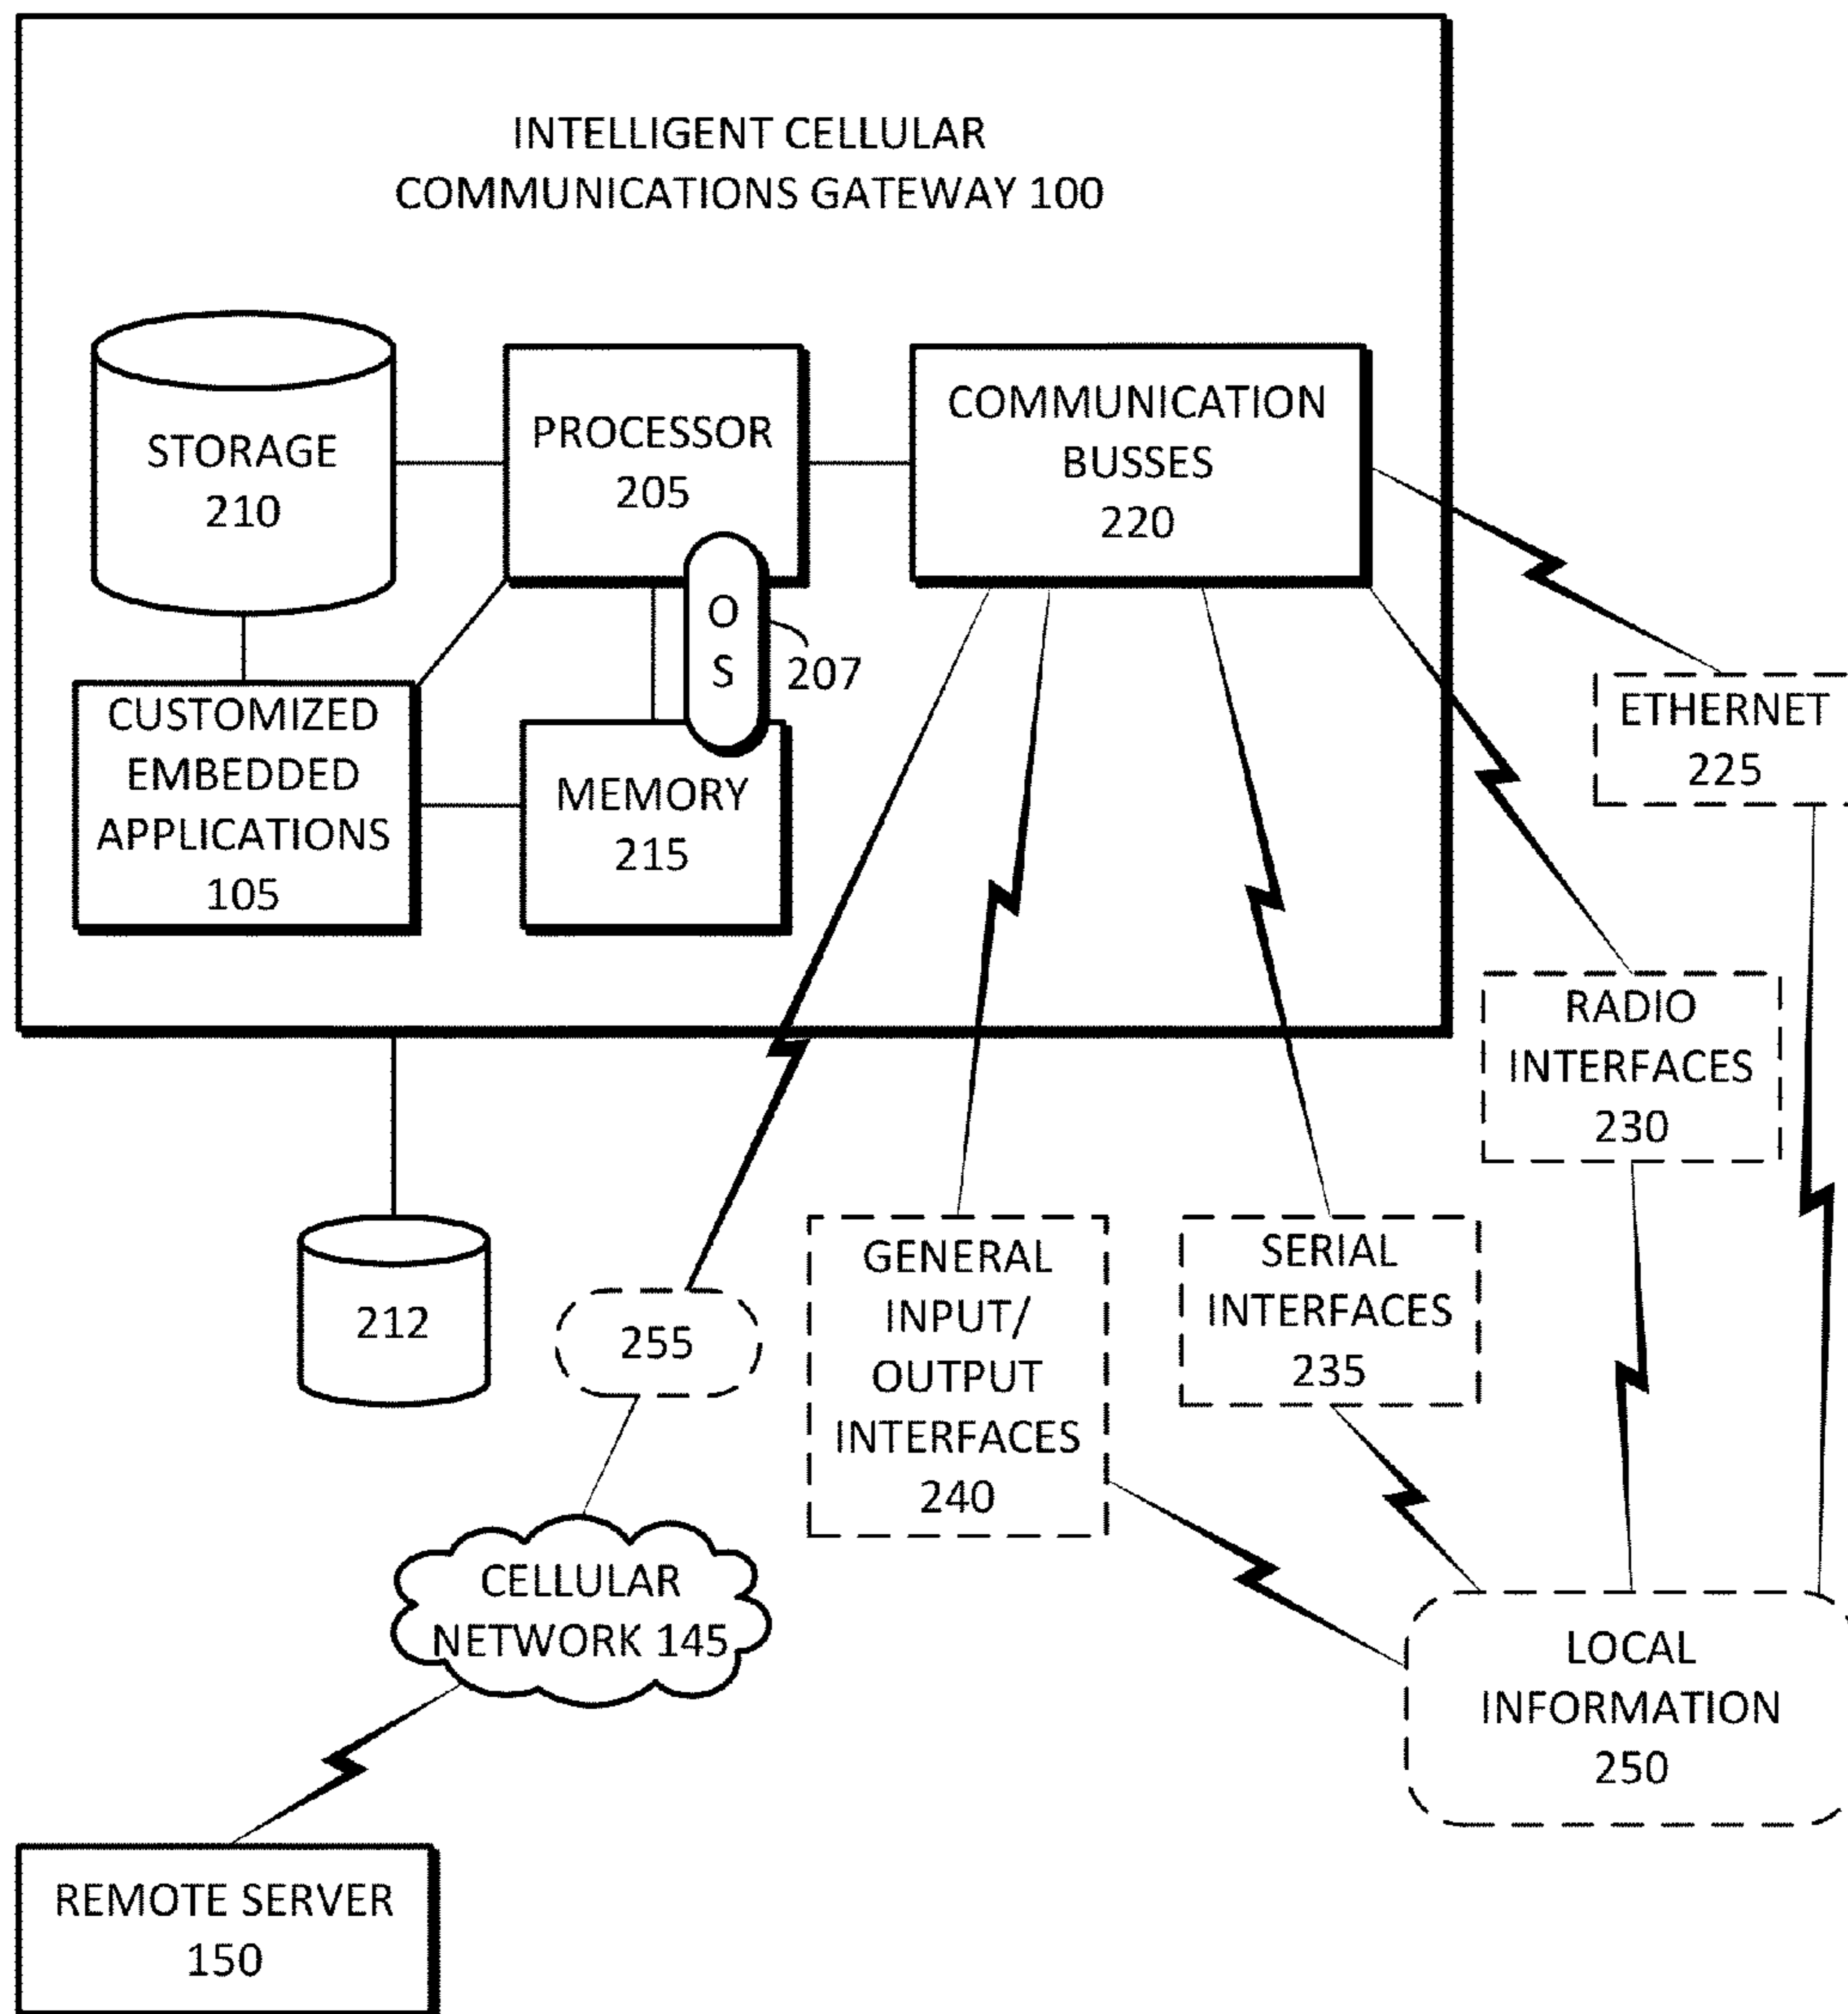 INTELLIGENT CELLULAR
COMMUNICATIONS GATEWAY 100
STORAGE
210
PROCESSOR
205
COMMUNICATION
BUSSES
220
O
S
207
CUSTOMIZED
EMBEDDED
APPLICATIONS
105
MEMORY
215
ETHERNET
225
RADIO
INTERFACES
230
212
255
GENERAL
INPUT/
OUTPUT
INTERFACES
240
SERIAL
INTERFACES
235
CELLULAR
NETWORK 145
LOCAL
INFORMATION
250
REMOTE SERVER
150